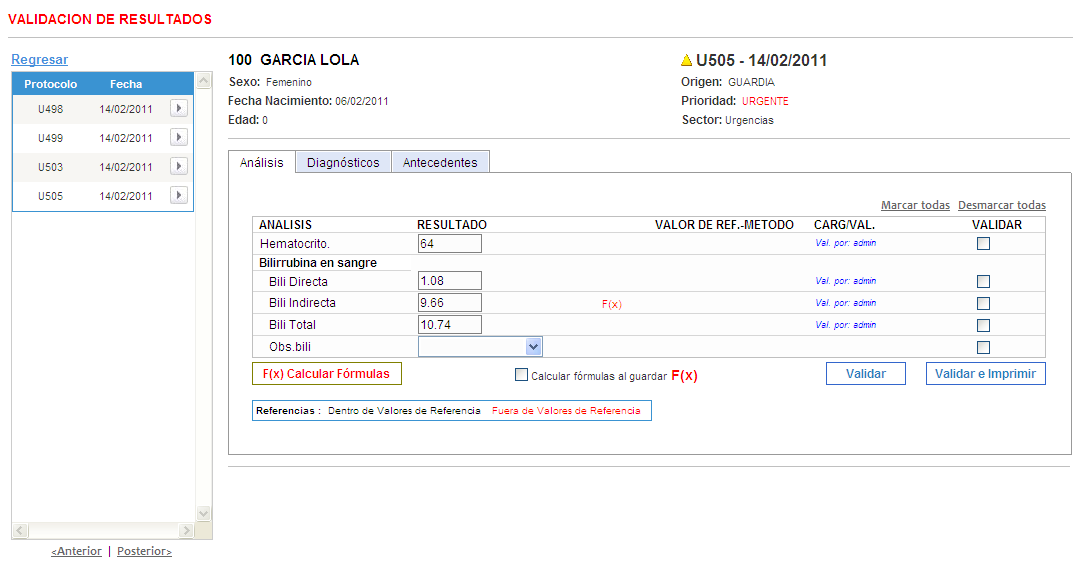 VALIDACION DE RESULTADOS
Regresar
Protocolo Fecha
U498 14/02/2011
U499 14/02/2011
U503 14/02/2011
U505 14/02/2011
<Anterior | Posterior>
100 GARCIA LOLA
Sexo: Femenino
Fecha Nacimiento: 06/02/2011
Edad: 0
U505 - 14/02/2011
Origen: GUARDIA
Prioridad: URGENTE
Sector: Urgencias
Análisis Diagnósticos Antecedentes
Marcar todas Desmarcar todas
ANALISIS RESULTADO VALOR DE REF.-METODO CARG/VAL. VALIDAR
Hematocrito. 64 Val. por: admin
Bilirrubina en sangre
Bili Directa 1.08 Val. por: admin
Bili Indirecta 9.66 F(x) Val. por: admin
Bili Total 10.74 Val. por: admin
Obs.bili
F(x) Calcular Fórmulas Calcular fórmulas al guardar F(x) Validar Validar e Imprimir
Referencias : Dentro de Valores de Referencia Fuera de Valores de Referencia